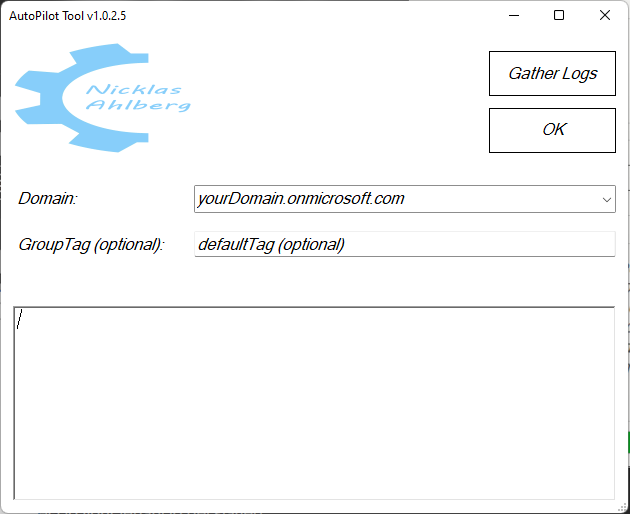 AutoPilot Tool v1.0.2.5
Nicklas
Ahlberg
Gather Logs
OK
Domain:
yourDomain.onmicrosoft.com
GroupTag (optional):
defaultTag (optional)